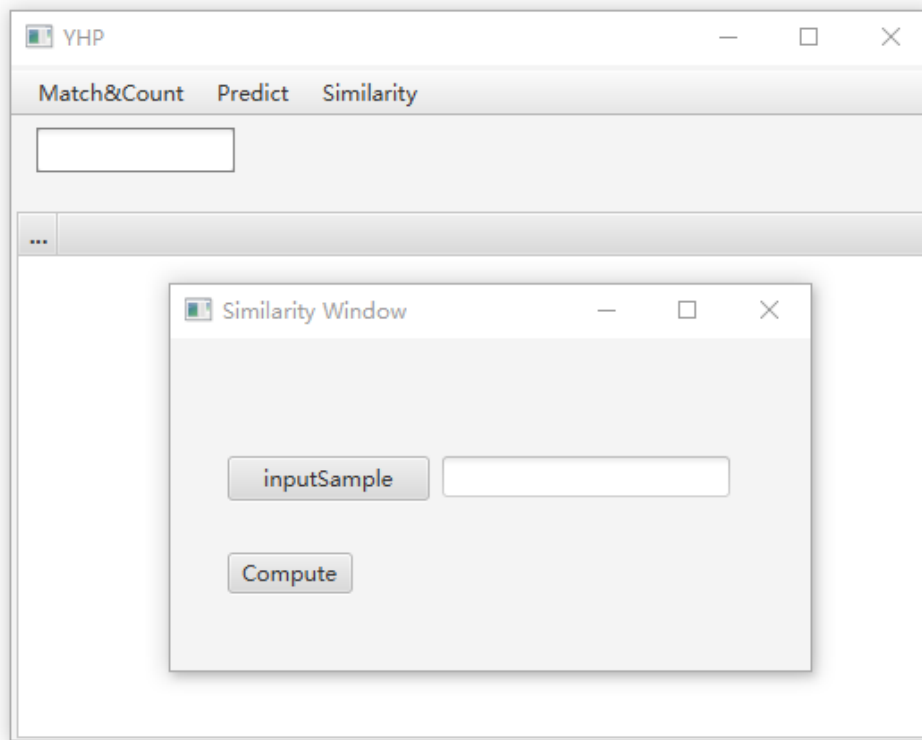 YHP
Match&Count Predict Similarity
...
Similarity Window
inputSample
Compute